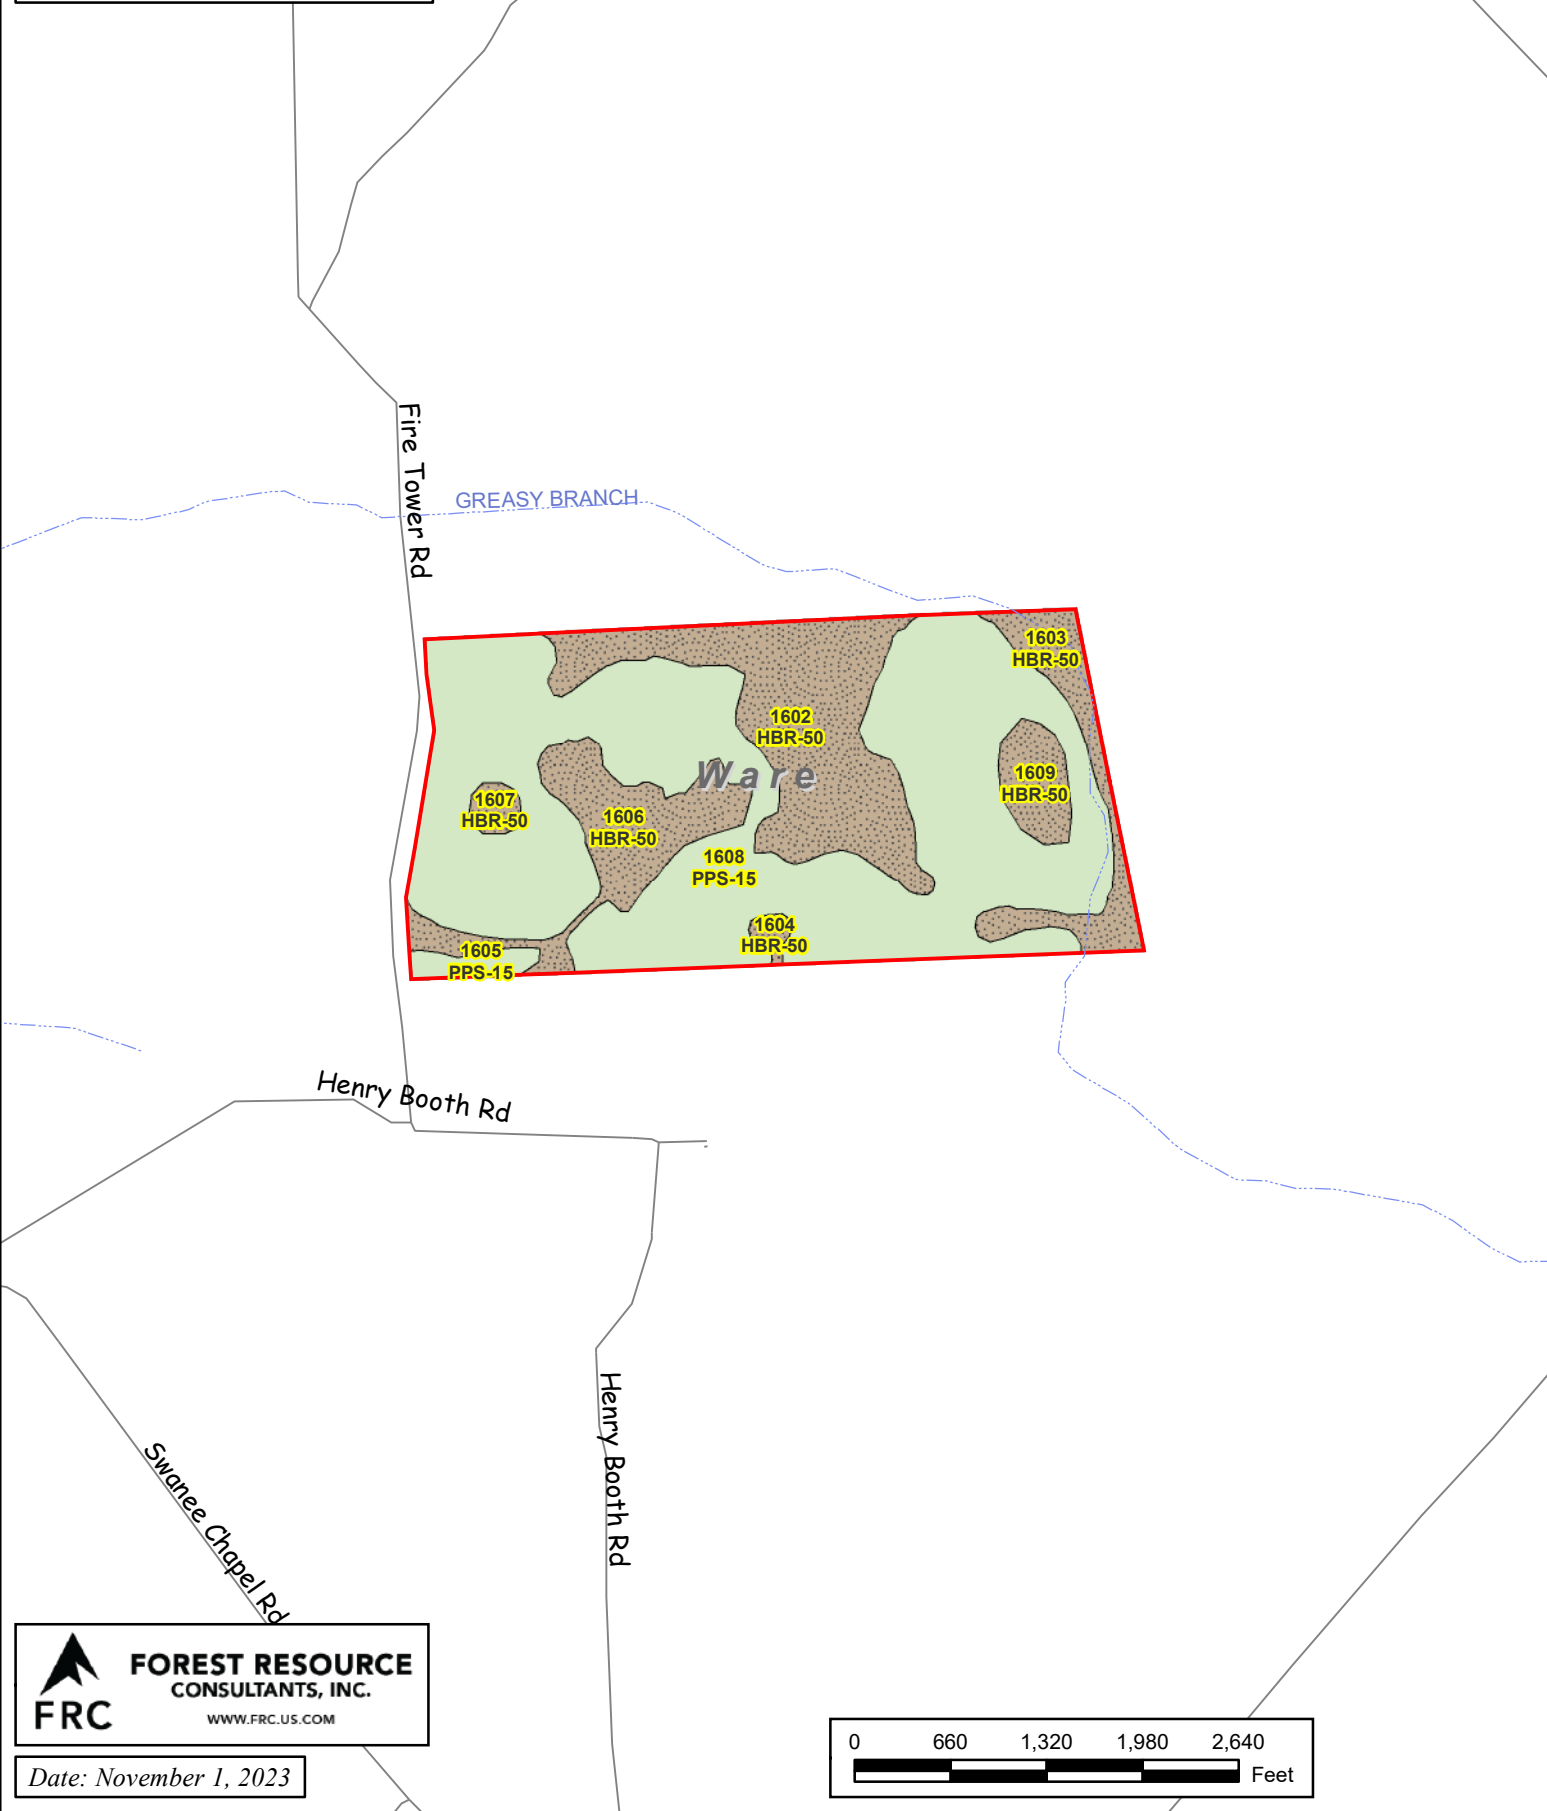 Fire Tower Rd
GREASY BRANCH
1603
HBR-50
1602
HBR-50
Ware
1609
HBR-50
1607
HBR-50
1606
HBR-50
1608
PPS-15
1604
HBR-50
1605
PPS-15
Henry Booth Rd
Henry Booth Rd
Swanee Chapel Rd
FRC
FOREST RESOURCE
CONSULTANTS, INC.
WWW.FRC.US.COM
Date: November 1, 2023
0 660 1,320 1,980 2,640
Feet